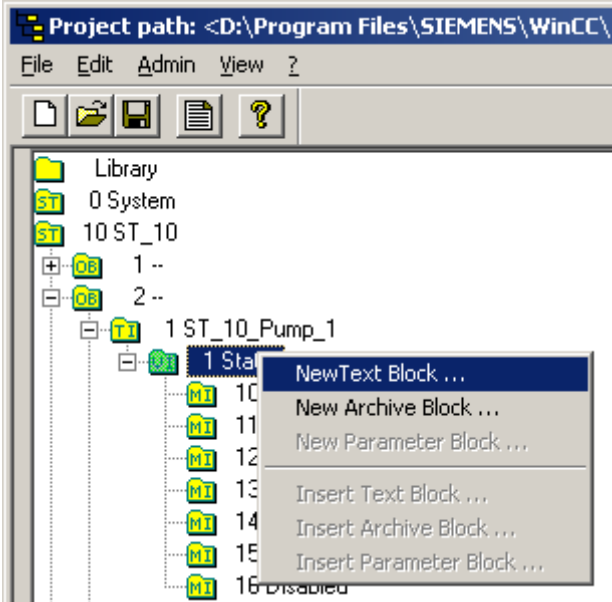 Project path: <D:\Program Files\SIEMENS\WinCC\
File Edit Admin View ?
Library
ST 0 System
ST 10 ST_10
OB 1 --
OB 2 --
TI 1 ST_10_Pump_1
VI 1
NewText Block ...
MI 10
New Archive Block ...
MI 11
New Parameter Block ...
MI 12
MI 13
Insert Text Block ...
MI 14
Insert Archive Block ...
MI 15
Insert Parameter Block ...
MI 16 Disabled